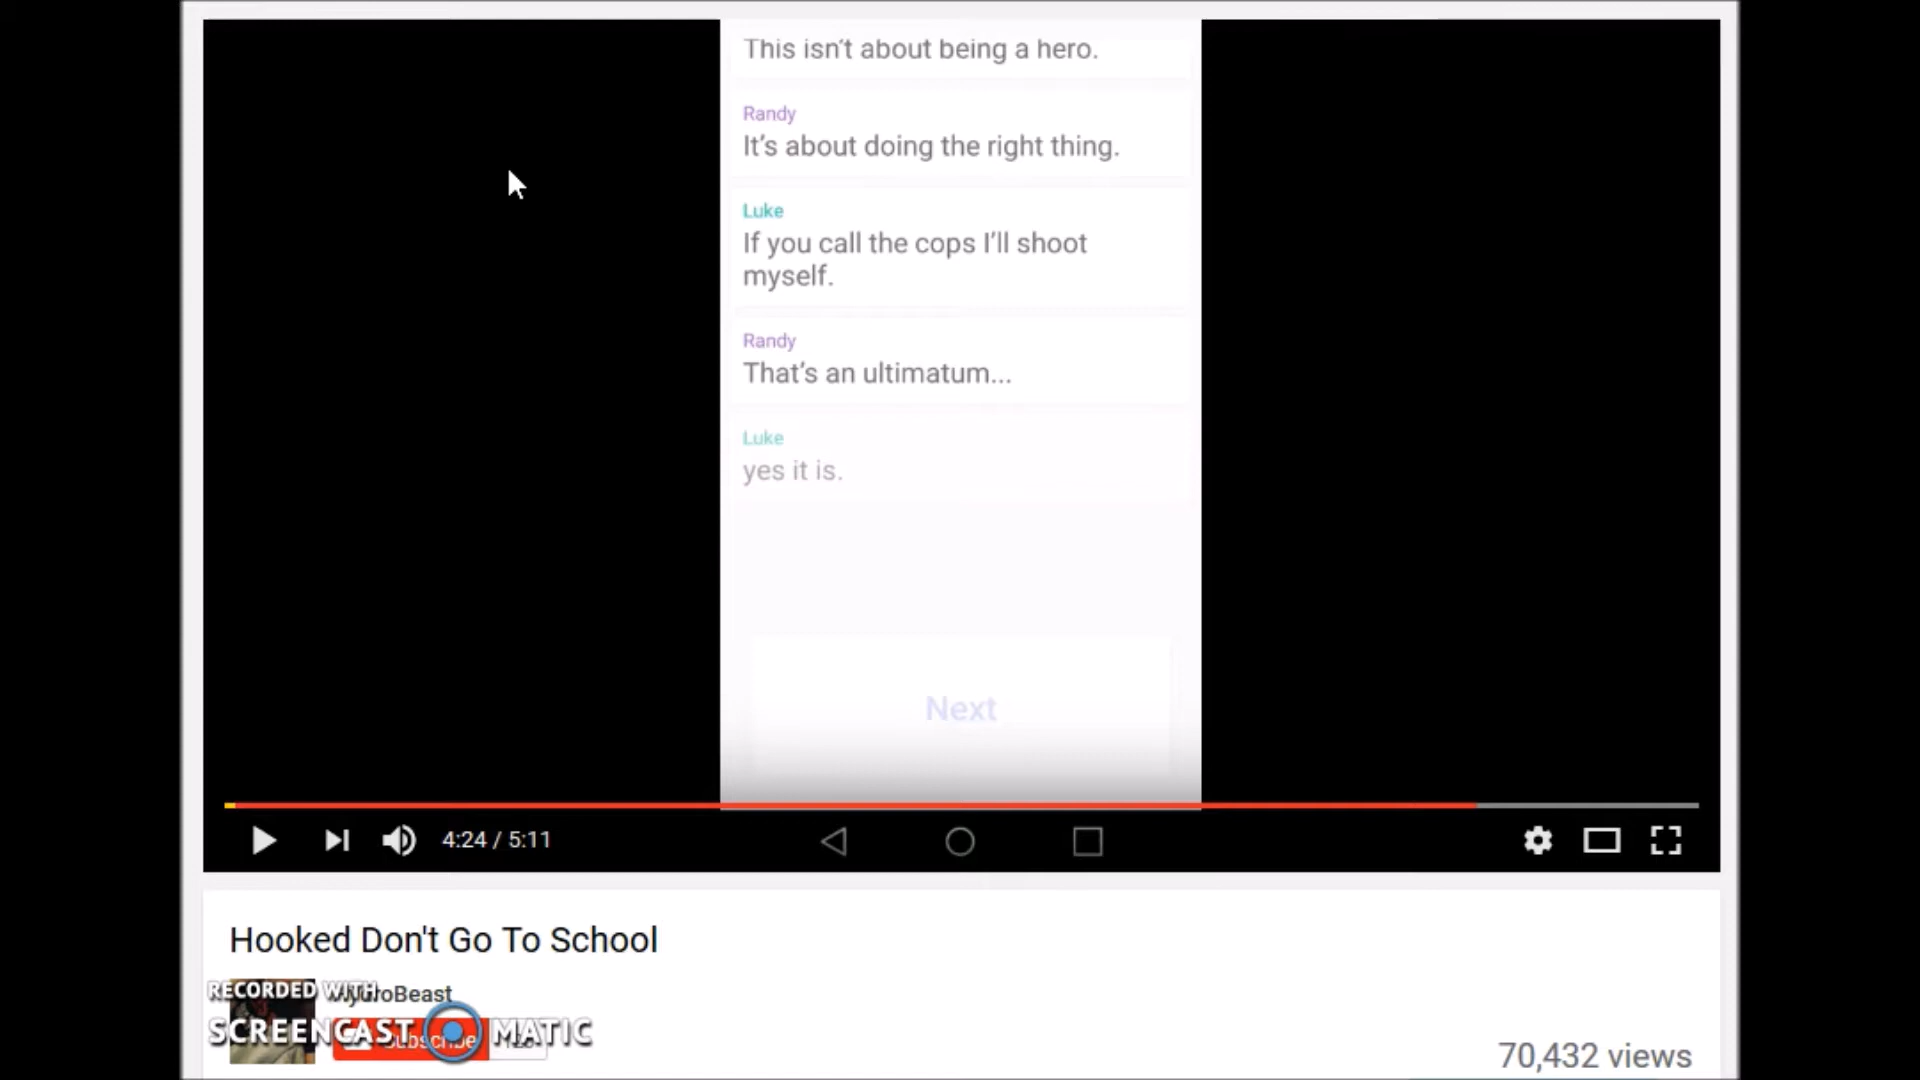 This isn't about being a hero.
Randy
It's about doing the right thing.
Luke
If you call the cops I'll shoot
myself.
Randy
That's an ultimatum...
Luke
yes it is.
Next
4:24 / 5:11
Hooked Don't Go To School
RECORDED WITH
SCREENCAST MATIC
Subscribe
70,432 views